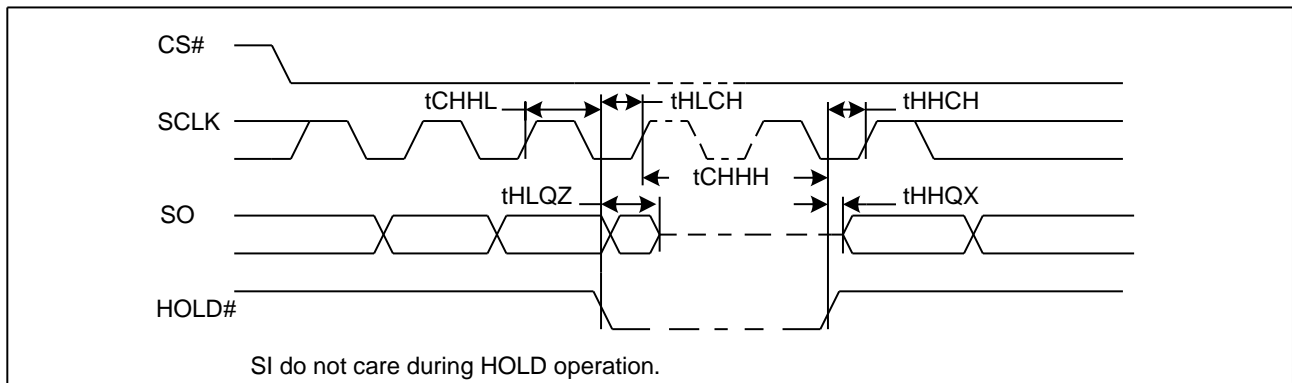 CS#
tCHHL
tHLCH
tHHCH
SCLK
tCHHH
tHLQZ
tHHQX
SO
HOLD#
SI do not care during HOLD operation.